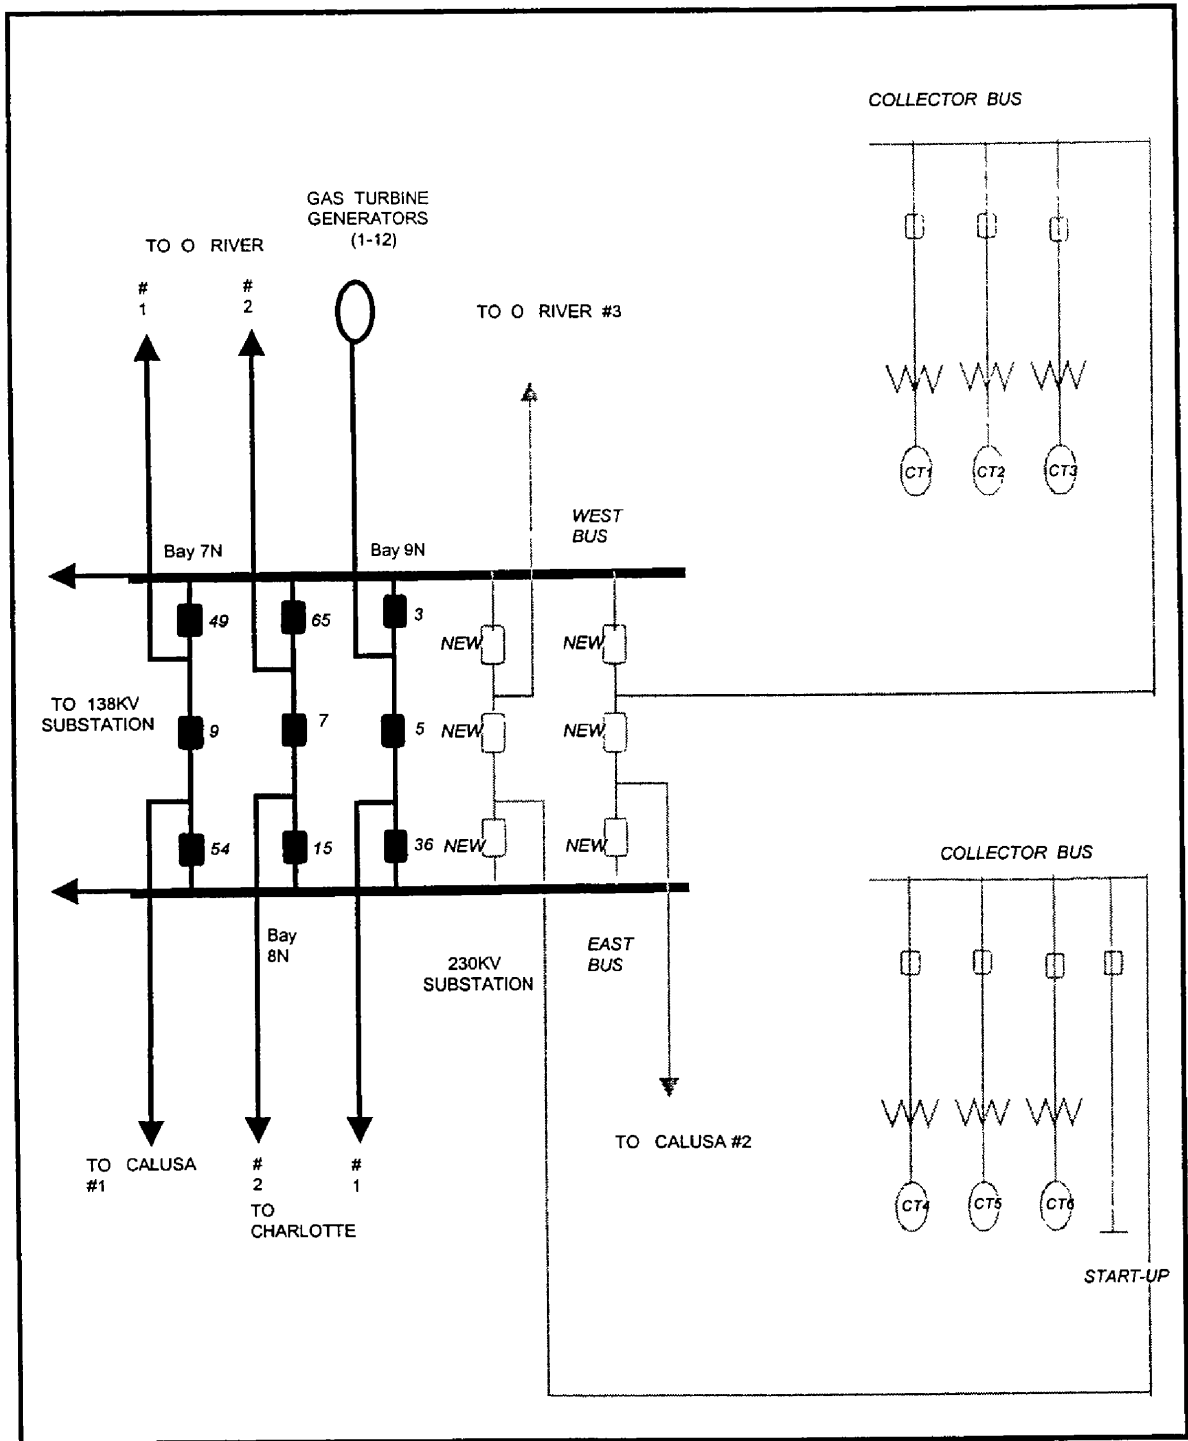 COLLECTOR BUS
GAS TURBINE
GENERATORS
(1-12)
TO O RIVER
#
1
#
2
TO O RIVER #3
CT1
CT2
CT3
WEST
BUS
Bay 7N
Bay 9N
49
65
3
NEW
NEW
TO 138KV
SUBSTATION
9
7
5
NEW
NEW
54
15
36
NEW
NEW
COLLECTOR BUS
Bay
8N
230KV
SUBSTATION
EAST
BUS
TO CALUSA
#1
#
2
TO
CHARLOTTE
#
1
TO CALUSA #2
CT4
CT5
CT6
START-UP